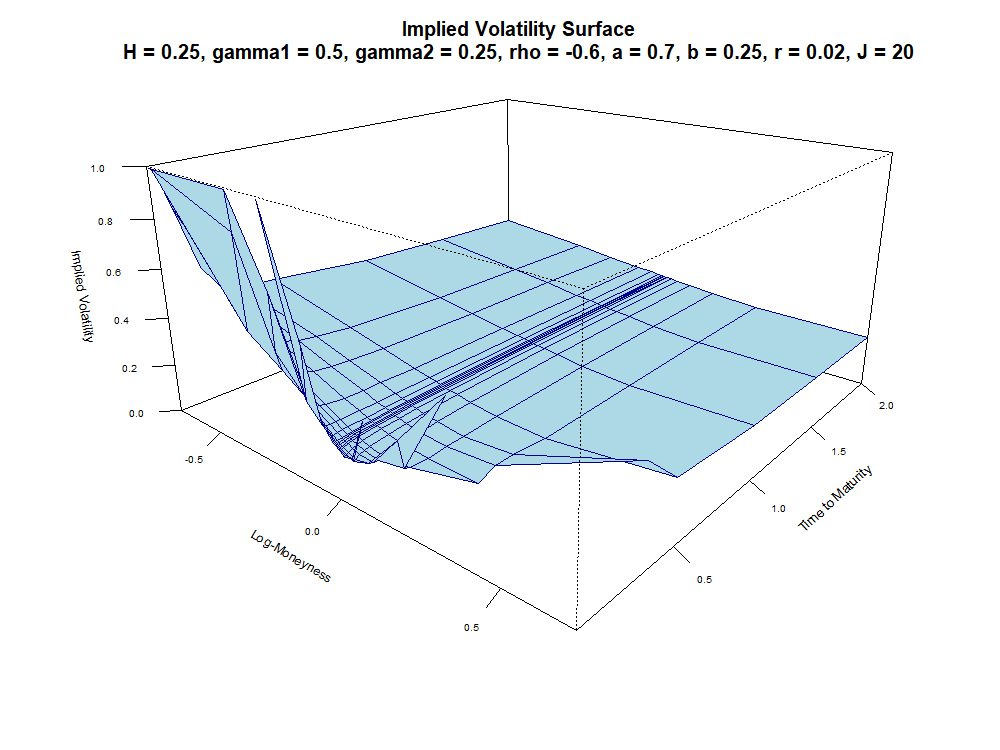 Implied Volatility Surface
H = 0.25, gamma1 = 0.5, gamma2 = 0.25, rho = -0.6, a = 0.7, b = 0.25, r = 0.02, J = 20
1.0
0.8
0.6
0.4
0.2
0.0
Implied Volatility
-0.5
0.0
0.5
Log-Moneyness
0.5
1.0
1.5
2.0
Time to Maturity